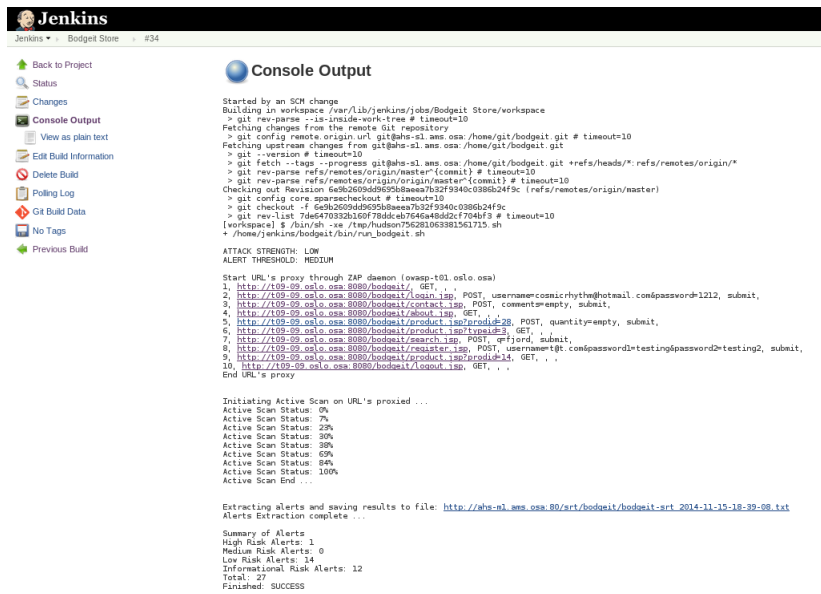 Jenkins
Jenkins Bodgeit Store #34
Back to Project
Status
Changes
Console Output
View as plain text
Edit Build Information
Delete Build
Polling Log
Git Build Data
No Tags
Previous Build
Console Output
Started by an SCM change
Building in workspace /var/lib/jenkins/jobs/Bodgeit Store/workspace
> git rev-parse --is-inside-work-tree # timeout=10
Fetching changes from the remote Git repository
> git config remote.origin.url git@ahs-s1.ams.osa:/home/git/bodgeit.git # timeout=10
Fetching upstream changes from git@ahs-s1.ams.osa:/home/git/bodgeit.git
> git --version # timeout=10
> git fetch --tags --progress git@ahs-s1.ams.osa:/home/git/bodgeit.git +refs/heads/*:refs/remotes/origin/*
> git rev-parse refs/remotes/origin/master^{commit} # timeout=10
> git rev-parse refs/remotes/origin/origin/master^{commit} # timeout=10
Checking out Revision 6e9b2609dd9695b8aeea7b32f9340c0386b24f9c (refs/remotes/origin/master)
> git config core.sparsecheckout # timeout=10
> git checkout -f 6e9b2609dd9695b8aeea7b32f9340c0386b24f9c
> git rev-list 7de6470332b160f78ddceb7646a48dd2cf704bf3 # timeout=10
[workspace] $ /bin/sh -xe /tmp/hudson756281063381561715.sh
+ /home/jenkins/bodgeit/bin/run_bodgeit.sh
ATTACK STRENGTH: LOW
ALERT THRESHOLD: MEDIUM
Start URL's proxy through ZAP daemon (owasp-t01.oslo.osa)
1, http://t09-09.oslo.osa:8080/bodgeit/, GET, , ,
2, http://t09-09.oslo.osa:8080/bodgeit/login.jsp, POST, username=cosmicrhythm@hotmail.com&password=1212, submit,
3, http://t09-09.oslo.osa:8080/bodgeit/contact.jsp, POST, comments=empty, submit,
4, http://t09-09.oslo.osa:8080/bodgeit/about.jsp, GET, , ,
5, http://t09-09.oslo.osa:8080/bodgeit/product.jsp?prodid=28, POST, quantity=empty, submit,
6, http://t09-09.oslo.osa:8080/bodgeit/product.jsp?typeid=3, GET, , ,
7, http://t09-09.oslo.osa:8080/bodgeit/search.jsp, POST, q=fjord, submit,
8, http://t09-09.oslo.osa:8080/bodgeit/register.jsp, POST, username=t@t.com&password1=testing&password2=testing2, submit,
9, http://t09-09.oslo.osa:8080/bodgeit/product.jsp?prodid=14, GET, , ,
10, http://t09-09.oslo.osa:8080/bodgeit/logout.jsp, GET, , ,
End URL's proxy
Initiating Active Scan on URL's proxied ...
Active Scan Status: 0%
Active Scan Status: 7%
Active Scan Status: 23%
Active Scan Status: 30%
Active Scan Status: 38%
Active Scan Status: 69%
Active Scan Status: 84%
Active Scan Status: 100%
Active Scan End ...
Extracting alerts and saving results to file: http://ahs-m1.ams.osa:80/srt/bodgeit/bodgeit-srt_2014-11-15-18-39-08.txt
Alerts Extraction complete ...
Summary of Alerts
High Risk Alerts: 1
Medium Risk Alerts: 0
Low Risk Alerts: 14
Informational Risk Alerts: 12
Total: 27
Finished: SUCCESS